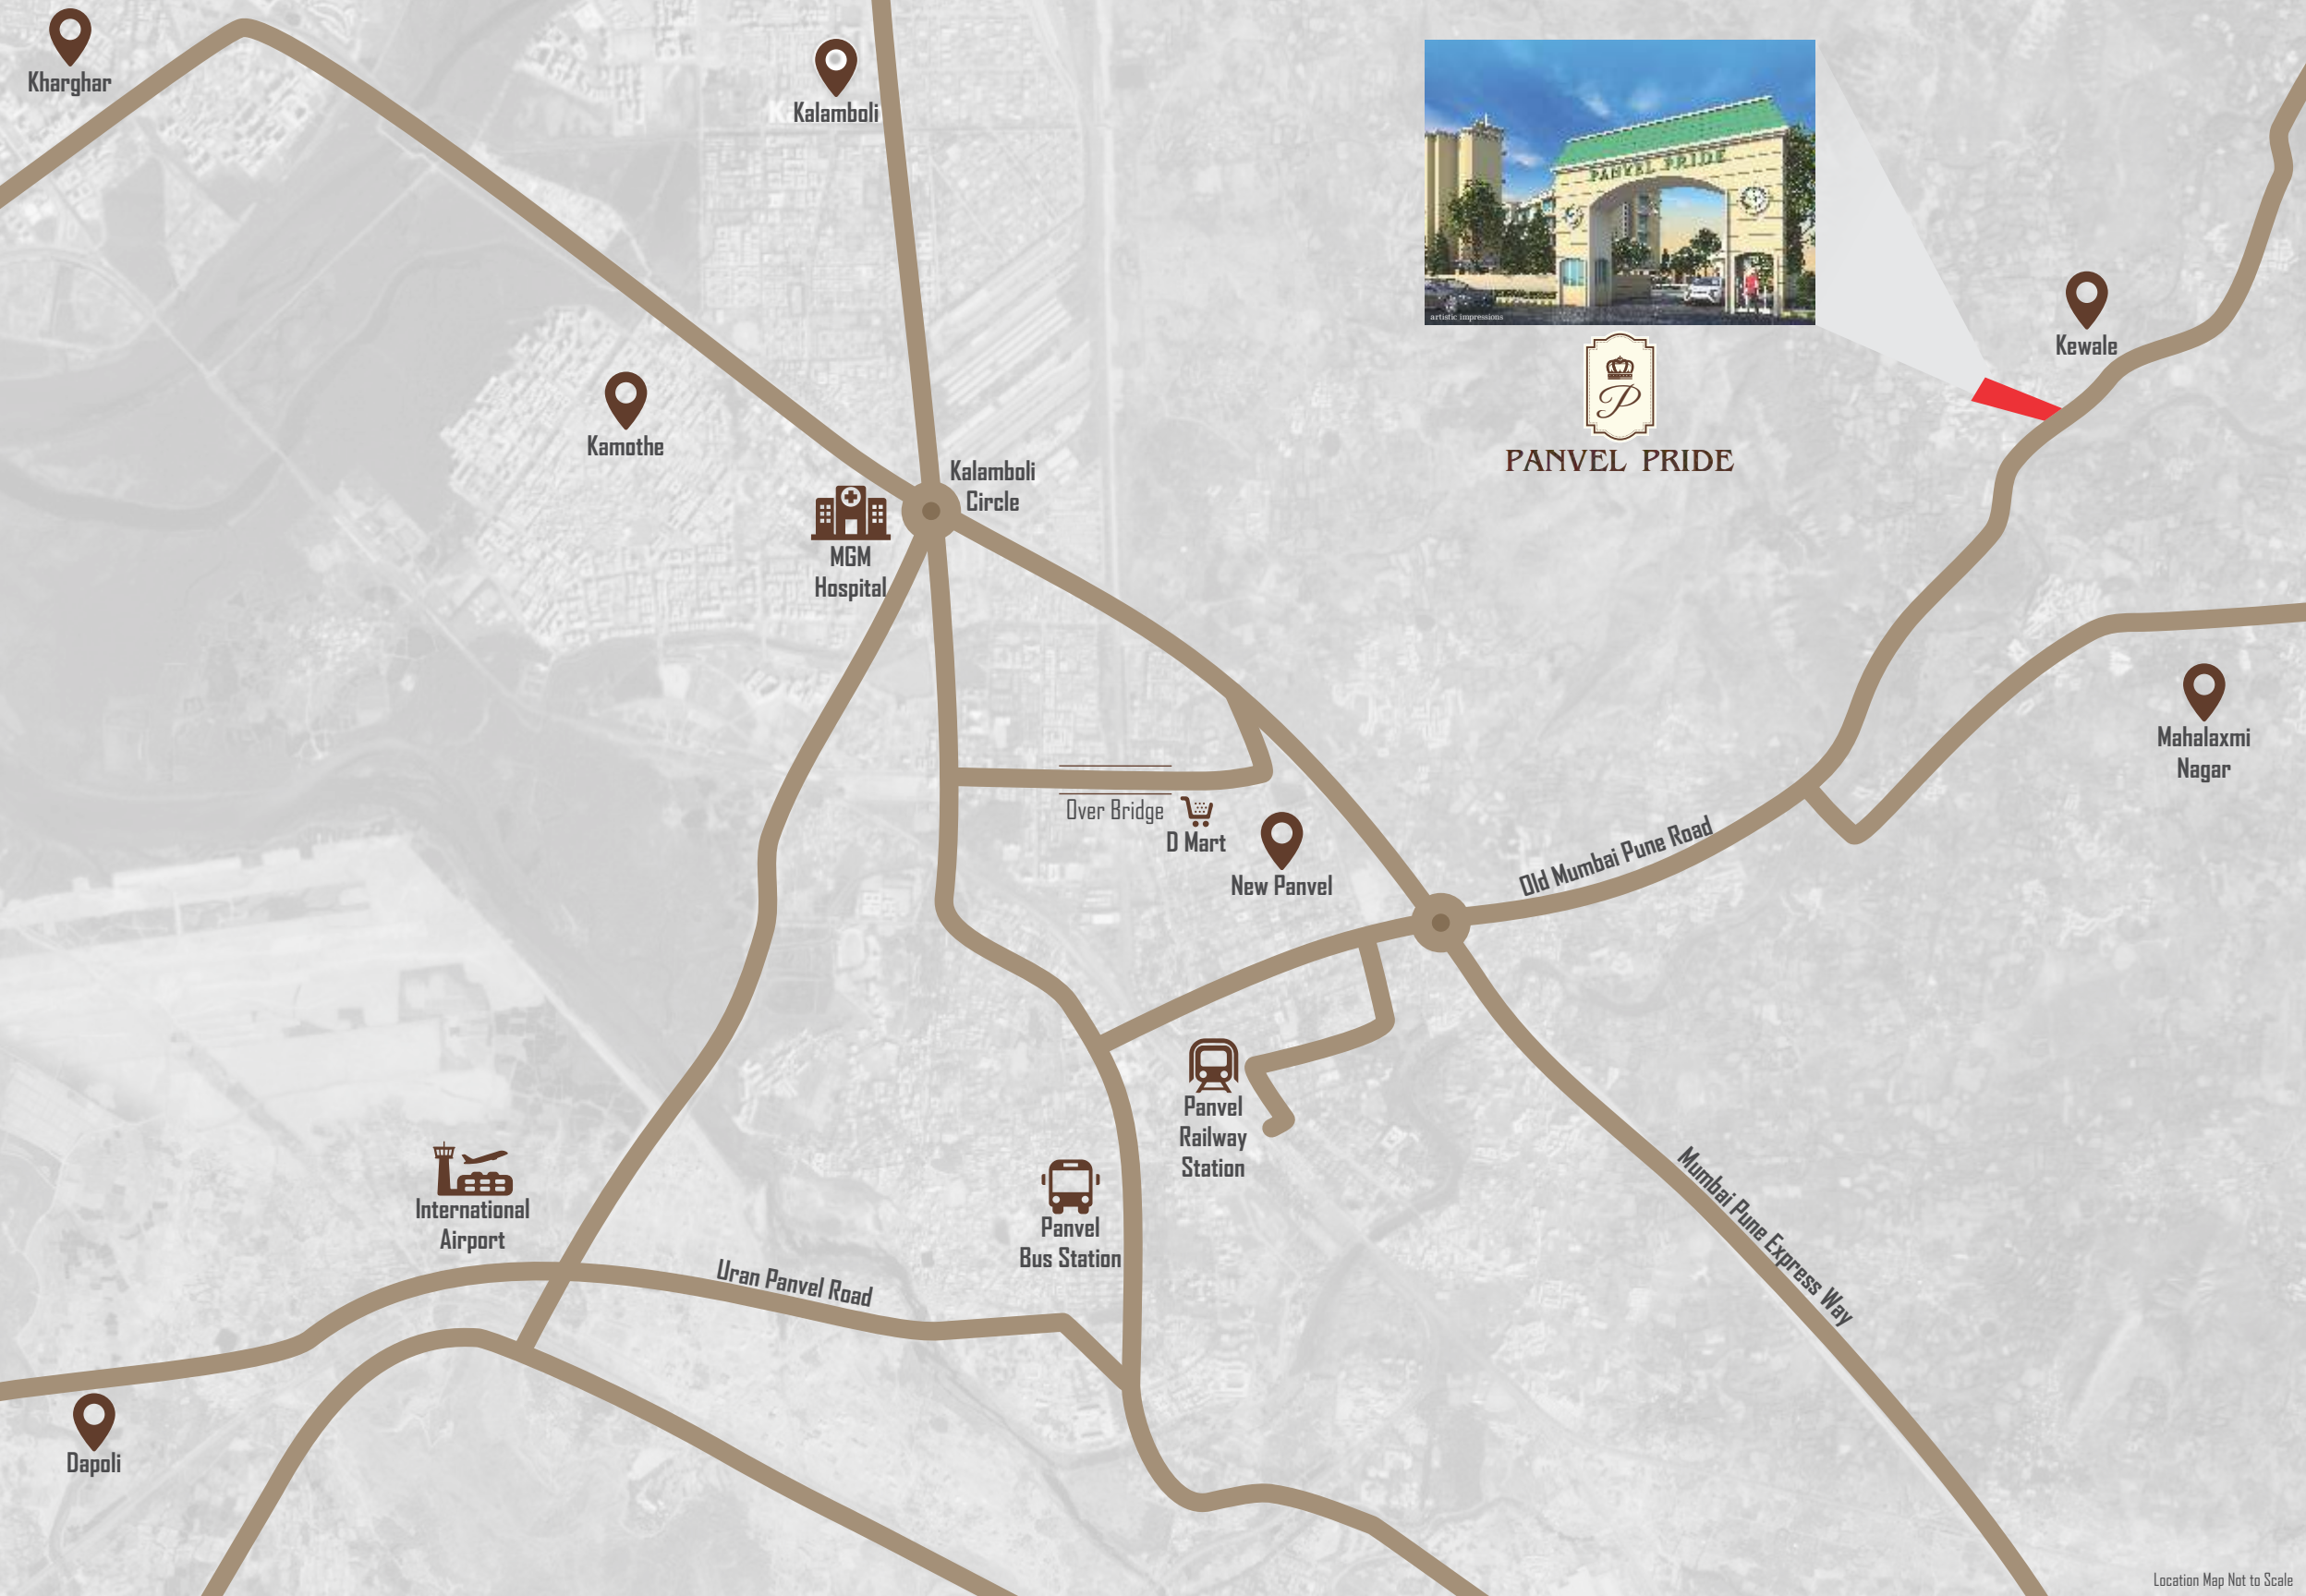 Kharghar
Kalamboli
PANVEL PRIDE
artistic impressions
P
PANVEL PRIDE
Kewale
Kamothe
Kalamboli
Circle
MGM
Hospital
Mahalaxmi
Nagar
Over Bridge
D Mart
New Panvel
Old Mumbai Pune Road
Panvel
Railway
Station
International
Airport
Panvel
Bus Station
Uran Panvel Road
Mumbai Pune Express Way
Dapoli
Location Map Not to Scale